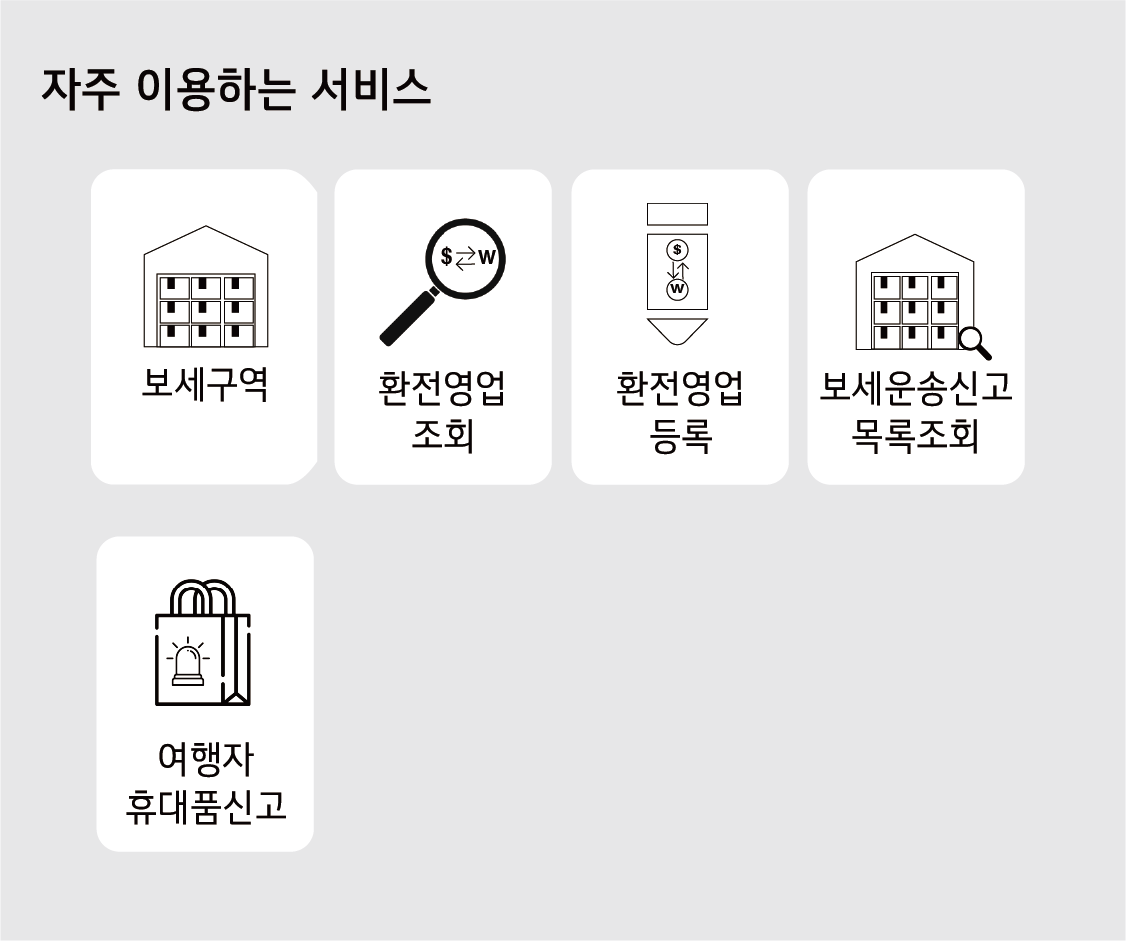 자주 이용하는 서비스
보세구역
$⇄W
환전영업
조회
$
W
환전영업
등록
보세운송신고
목록조회
여행자
휴대품신고